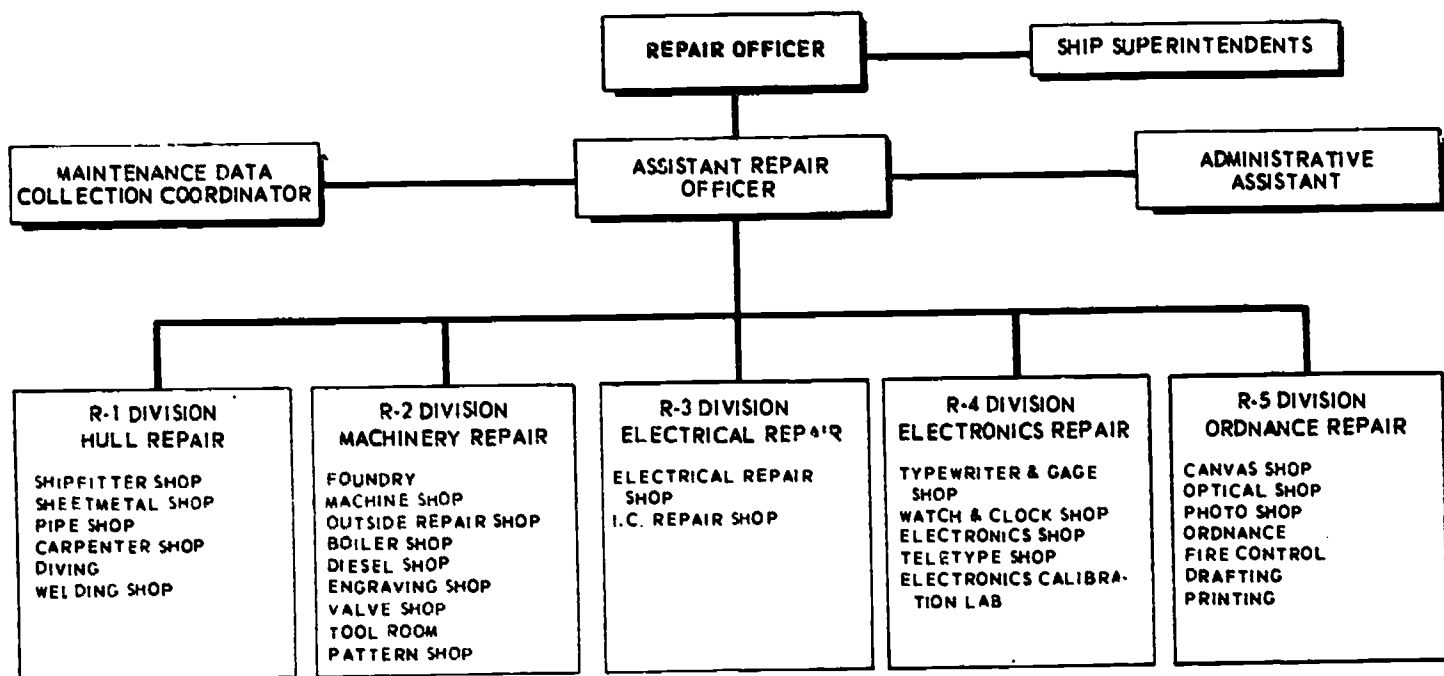 REPAIR OFFICER
SHIP SUPERINTENDENTS
MAINTENANCE DATA
COLLECTION COORDINATOR
ASSISTANT REPAIR
OFFICER
ADMINISTRATIVE
ASSISTANT
R-1 DIVISION
HULL REPAIR
SHIPFITTER SHOP
SHEETMETAL SHOP
PIPE SHOP
CARPENTER SHOP
DIVING
WELDING SHOP
R-2 DIVISION
MACHINERY REPAIR
FOUNDRY
MACHINE SHOP
OUTSIDE REPAIR SHOP
BOILER SHOP
DIESEL SHOP
ENGRAVING SHOP
VALVE SHOP
TOOL ROOM
PATTERN SHOP
R-3 DIVISION
ELECTRICAL REPAIR
ELECTRICAL REPAIR
SHOP
I.C. REPAIR SHOP
R-4 DIVISION
ELECTRONICS REPAIR
TYPEWRITER & GAGE
SHOP
WATCH & CLOCK SHOP
ELECTRONICS SHOP
TELETYPE SHOP
ELECTRONICS CALIBRA-
TION LAB
R-5 DIVISION
ORDNANCE REPAIR
CANVAS SHOP
OPTICAL SHOP
PHOTO SHOP
ORDNANCE
FIRE CONTROL
DRAFTING
PRINTING